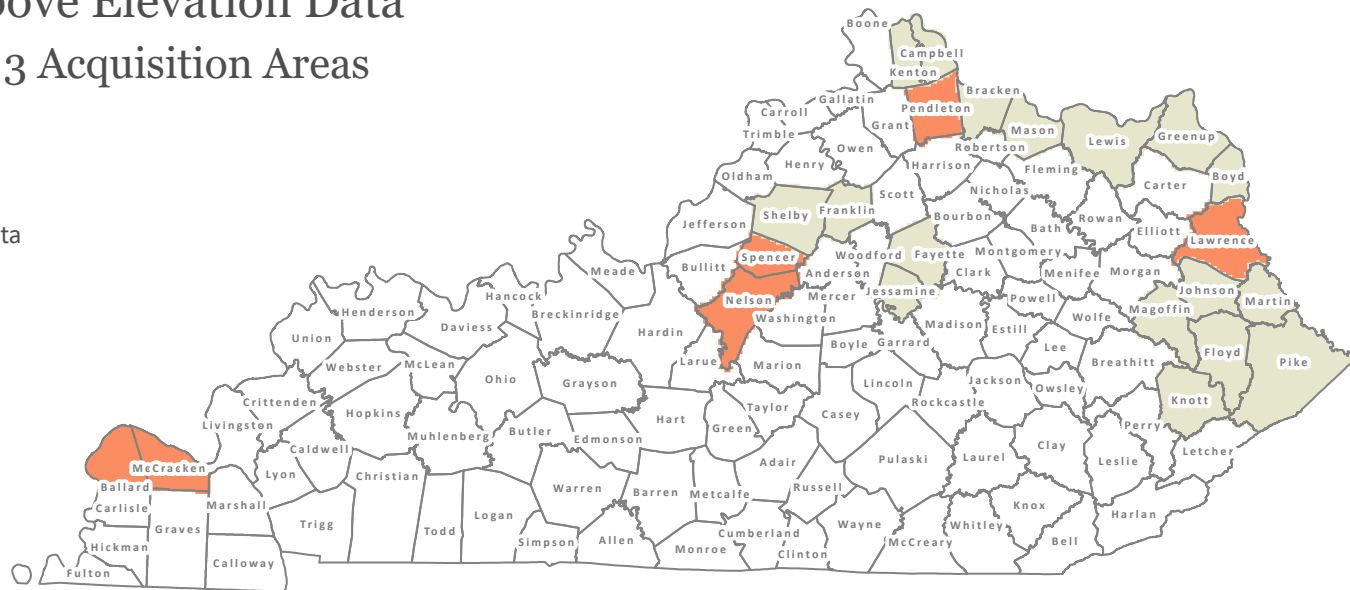 ove Elevation Data
3 Acquisition Areas
ta
Boone
Campbell
Kenton
Gallatin
Pendleton
Bracken
Carroll
Grant
Trimble
Mason
Lewis
Greenup
Owen
Robertson
Henry
Harrison
Fleming
Oldham
Boyd
Carter
Nicholas
Scott
Shelby
Franklin
Bourbon
Rowan
Jefferson
Bath
Elliott
Lawrence
Woodford
Fayette
Montgomery
Spencer
Bullitt
Anderson
Clark
Menifee
Morgan
Meade
Jessamine
Johnson
Martin
Hancock
Nelson
Mercer
Powell
Magoffin
Henderson
Breckinridge
Washington
Wolfe
Daviess
Hardin
Madison
Estill
Union
Boyle
Garrard
Lee
Floyd
Pike
Webster
McLean
Larue
Marion
Breathitt
Ohio
Grayson
Lincoln
Jackson
Owsley
Crittenden
Rockcastle
Knott
Hopkins
Taylor
Casey
Livingston
Hart
Green
Perry
Muhlenberg
Butler
Edmonson
Caldwell
Clay
Letcher
McCracken
Lyon
Christian
Adair
Pulaski
Laurel
Leslie
Ballard
Warren
Barren
Metcalfe
Russell
Carlisle
Marshall
Knox
Harlan
Trigg
Logan
Graves
Todd
Wayne
Whitley
Cumberland
Hickman
Simpson
Allen
McCreary
Bell
Monroe
Clinton
Calloway
Fulton